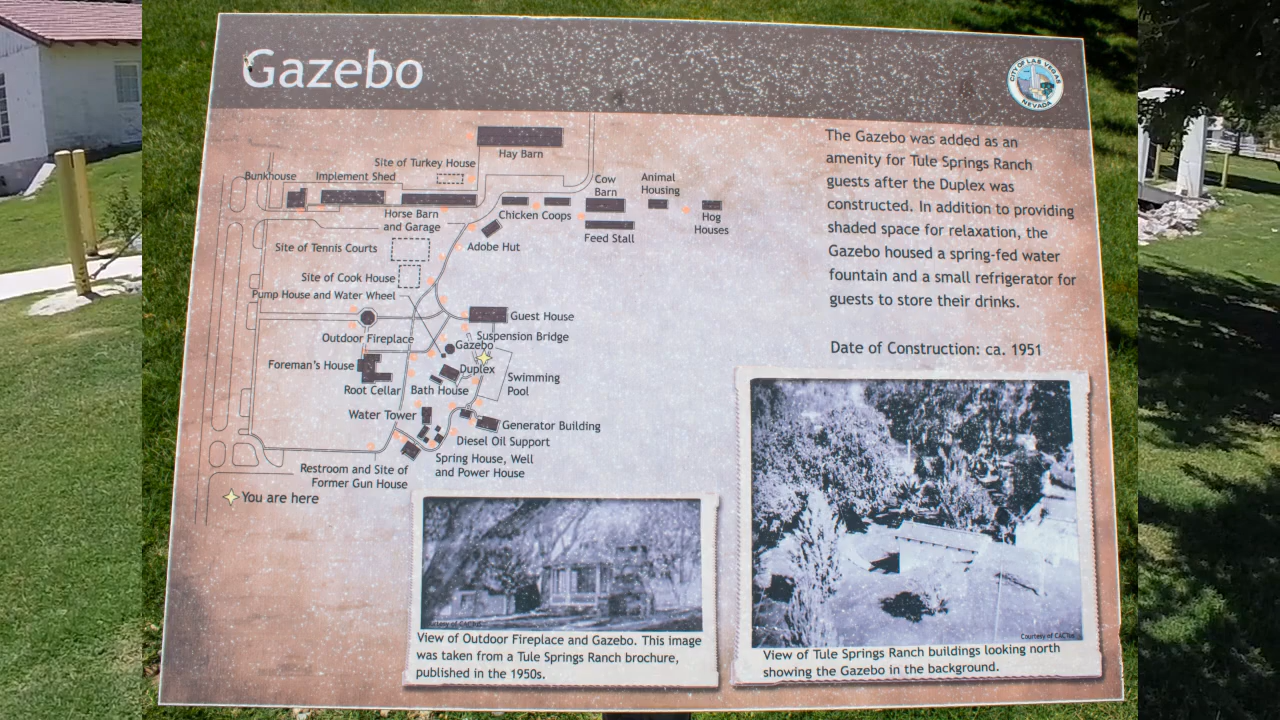 Gazebo
CITY OF LAS VEGAS
NEVADA
The Gazebo was added as an
amenity for Tule Springs Ranch
guests after the Duplex was
constructed. In addition to providing
shaded space for relaxation, the
Gazebo housed a spring-fed water
fountain and a small refrigerator for
guests to store their drinks.
Date of Construction: ca. 1951
Hay Barn
Site of Turkey House
Bunkhouse
Implement Shed
Cow
Barn
Animal
Housing
Horse Barn
and Garage
Chicken Coops
Hog
Houses
Feed Stall
Adobe Hut
Site of Tennis Courts
Site of Cook House
Pump House and Water Wheel
Guest House
Outdoor Fireplace
Suspension Bridge
Gazebo
Foreman's House
Duplex
Root Cellar
Bath House
Swimming
Pool
Water Tower
Generator Building
Diesel Oil Support
Spring House, Well
and Power House
Restroom and Site of
Former Gun House
You are here
Courtesy of CACTus
View of Outdoor Fireplace and Gazebo. This image
was taken from a Tule Springs Ranch brochure,
published in the 1950s.
Courtesy of CACTus
View of Tule Springs Ranch buildings looking north
showing the Gazebo in the background.